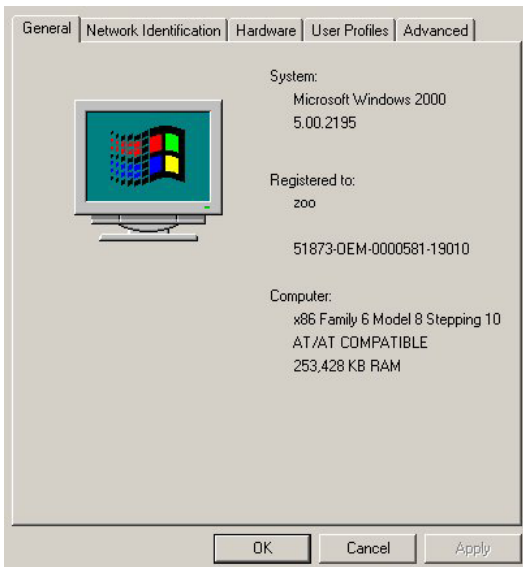 General Network Identification Hardware User Profiles Advanced
System:
Microsoft Windows 2000
5.00.2195
Registered to:
zoo
51873-OEM-0000581-19010
Computer:
x86 Family 6 Model 8 Stepping 10
AT/AT COMPATIBLE
253,428 KB RAM
OK Cancel Apply